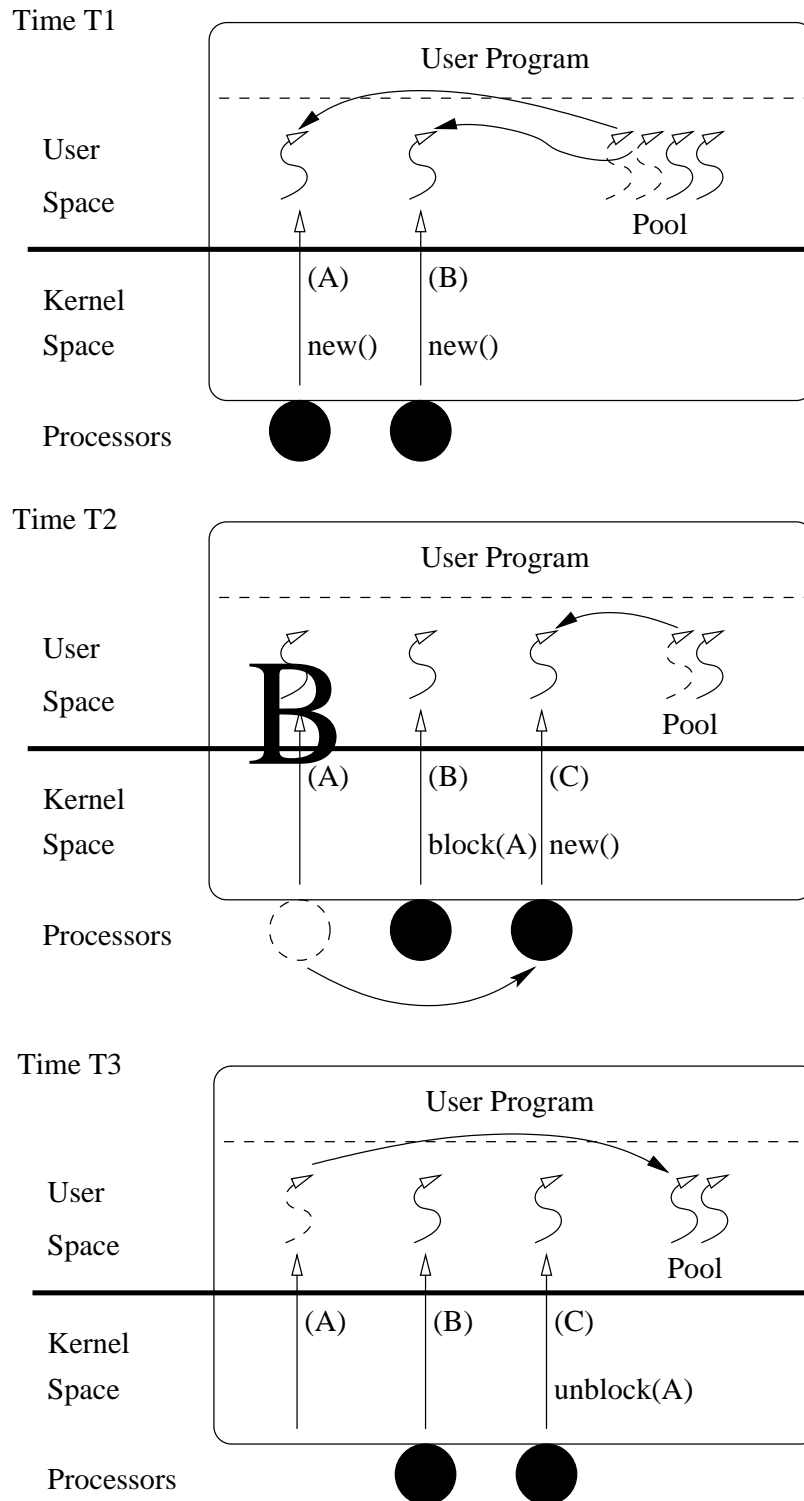 Time T1
User Program
User
Space
Pool
(A) (B)
Kernel
Space
new() new()
Processors
Time T2
User Program
User
Space
B
Pool
(A) (B) (C)
Kernel
Space
block(A) new()
Processors
Time T3
User Program
User
Space
Pool
(A) (B) (C)
Kernel
Space
unblock(A)
Processors